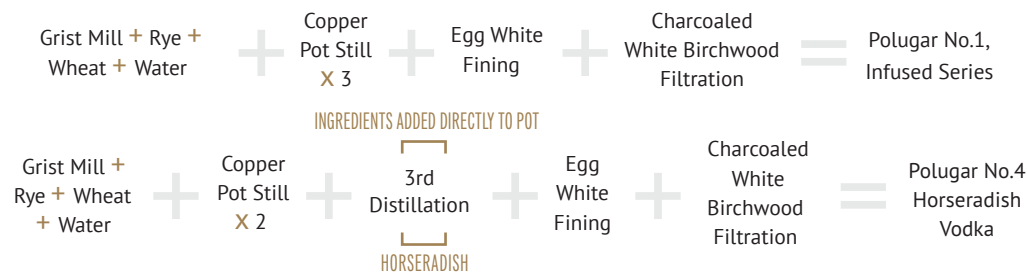 Grist Mill + Rye +
Wheat + Water
+
Copper
Pot Still
X 3
+
Egg White
Fining
+
Charcoaled
White Birchwood
Filtration
=
Polugar No.1,
Infused Series
INGREDIENTS ADDED DIRECTLY TO POT
Grist Mill +
Rye + Wheat
+ Water
+
Copper
Pot Still
X 2
+
3rd
Distillation
HORSERADISH
+
Egg
White
Fining
+
Charcoaled
White
Birchwood
Filtration
=
Polugar No.4
Horseradish
Vodka